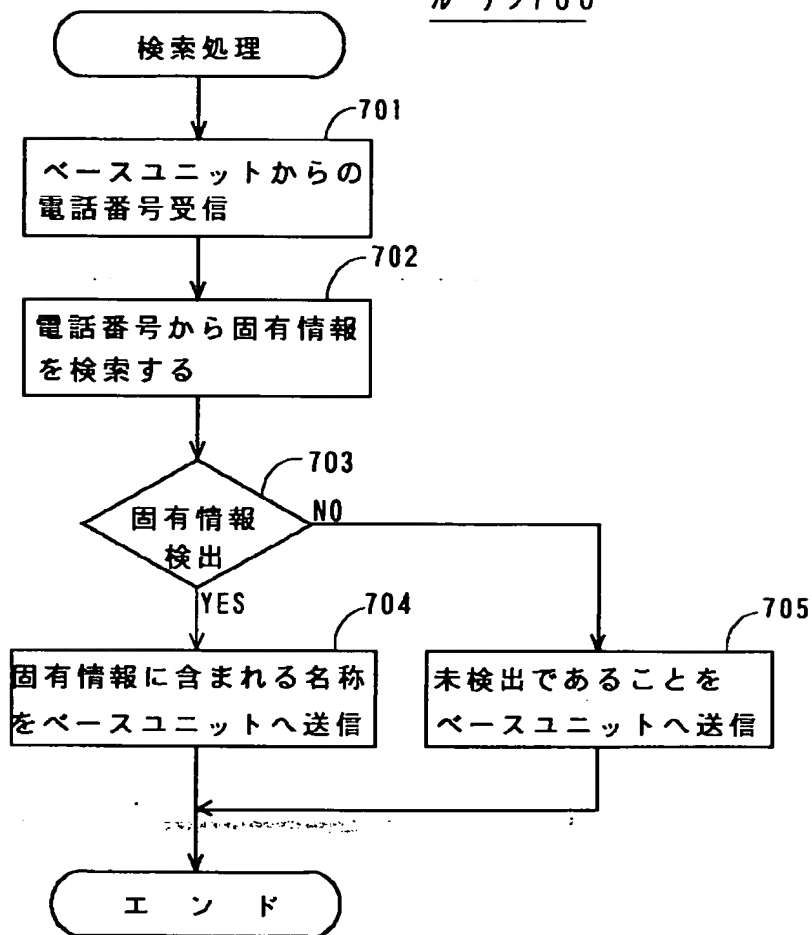 検索処理
701
ベースユニットからの
電話番号受信
702
電話番号から固有情報
を検索する
703
固有情報
検出
NO
YES
704
固有情報に含まれる名称
をベースユニットへ送信
705
未検出であることを
ベースユニットへ送信
エンド